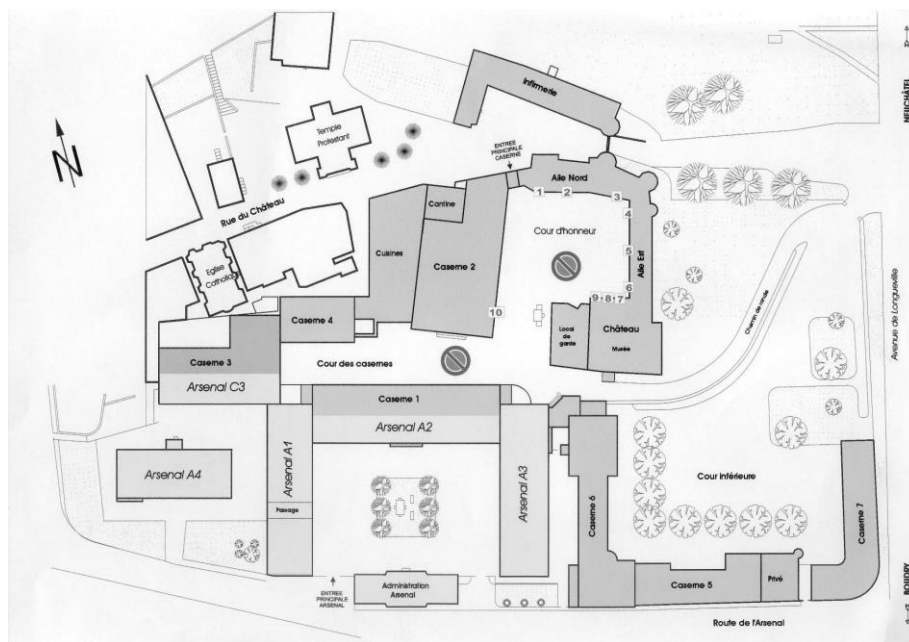 Infirmerie
NEUCHÂTEL
Temple
Protestant
ENTREE
PRINCIPALE
CASERNE
Aile Nord
1
2
3
4
N
Rue du Château
Cantine
Cour d'honneur
Cuisines
Caserne 2
5
Aile Est
Eglise
Catholique
6
9 • 8 • 7
10
Caserne 4
Local
de
garde
Château
Musée
Chemin de ronde
Avenue de Longueville
Caserne 3
Arsenal C3
Cour des casernes
Caserne 1
Arsenal A2
Arsenal A1
Arsenal A3
Arsenal A4
Passage
Caserne 6
Cour inférieure
Caserne 7
ENTREE
PRINCIPALE
ARSENAL
Administration
Arsenal
Caserne 5
Privé
BOUDRY
Route de l'Arsenal